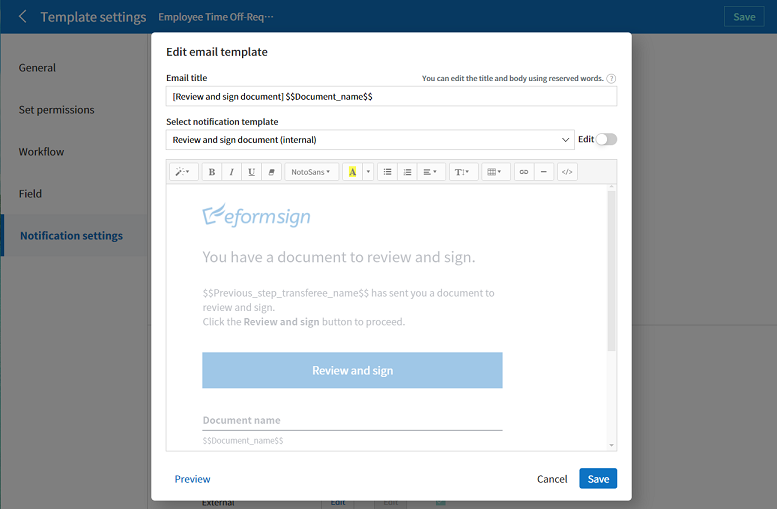 Template settings Employee Time Off-Req···
Save
General
Set permissions
Workflow
Field
Notification settings
Edit email template
Email title
You can edit the title and body using reserved words. ?
[Review and sign document] $$Document_name$$
Select notification template
Review and sign document (internal)
Edit
B I U NotoSans A T </>
eformsign
You have a document to review and sign.
$$Previous_step_transferee_name$$ has sent you a document to
review and sign.
Click the Review and sign button to proceed.
Review and sign
Document name
$$Document_name$$
Preview
Cancel
Save
External Edit Edit